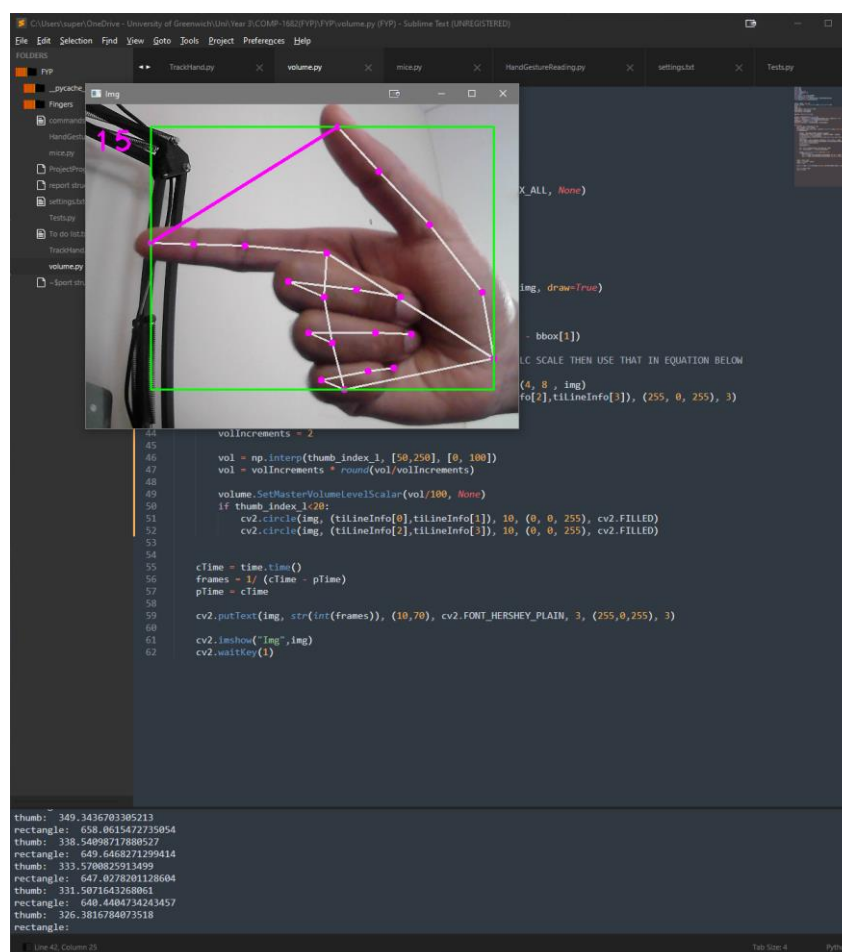 C:\Users\super\OneDrive - University of Greenwich\Uni\Year 3\COMP-1682(FYP)\FYP\volume.py (FYP) - Sublime Text (UNREGISTERED)
File Edit Selection Find View Goto Tools Project Preferences Help
FOLDERS
FYP
__pycache_
Fingers
command
HandGestu
mice.py
ProjectPro
report struc
settings.txt
Tests.py
To do list.t
TrackHand
volume.py
~$port stru
TrackHand.py
volume.py
mice.py
HandGestureReading.py
settings.txt
Tests.py
Img
15
X_ALL, None)
img, draw=True)
- bbox[1])
LC SCALE THEN USE THAT IN EQUATION BELOW
(4, 8 , img)
fo[2],tiLineInfo[3]), (255, 0, 255), 3)
44 volIncrements = 2
45
46 vol = np.interp(thumb_index_l, [50,250], [0, 100])
47 vol = volIncrements * round(vol/volIncrements)
48
49 volume.SetMasterVolumeLevelScalar(vol/100, None)
50 if thumb_index_l<20:
51 cv2.circle(img, (tiLineInfo[0],tiLineInfo[1]), 10, (0, 0, 255), cv2.FILLED)
52 cv2.circle(img, (tiLineInfo[2],tiLineInfo[3]), 10, (0, 0, 255), cv2.FILLED)
53
54
55 cTime = time.time()
56 frames = 1/ (cTime - pTime)
57 pTime = cTime
58
59 cv2.putText(img, str(int(frames)), (10,70), cv2.FONT_HERSHEY_PLAIN, 3, (255,0,255), 3)
60
61 cv2.imshow("Img",img)
62 cv2.waitKey(1)
thumb: 349.3436703305213
rectangle: 658.0615472735054
thumb: 338.54098717880527
rectangle: 649.6468271299414
thumb: 333.5700825913499
rectangle: 647.0278201128604
thumb: 331.5071643268061
rectangle: 640.4404734243457
thumb: 326.3816784073518
rectangle:
Line 42, Column 25
Tab Size: 4
Pytho